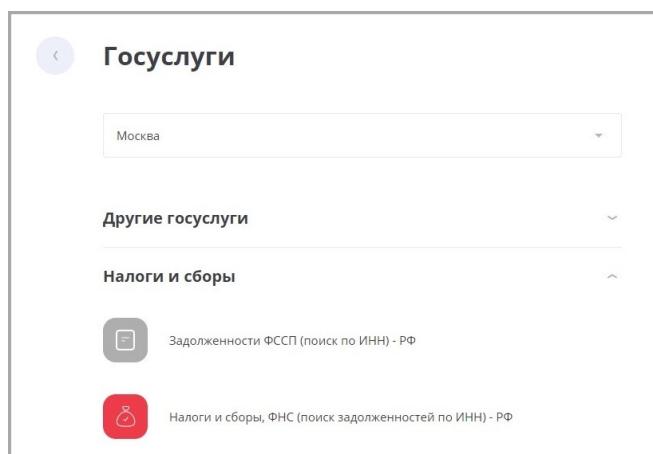 Госуслуги
Москва
Другие госуслуги
Налоги и сборы
Задолженности ФССП (поиск по ИНН) - РФ
Налоги и сборы, ФНС (поиск задолженностей по ИНН) - РФ